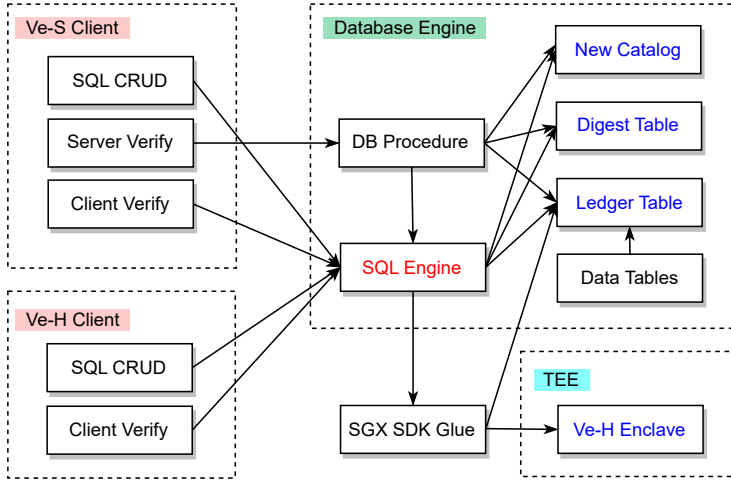 Ve-S Client
SQL CRUD
Server Verify
Client Verify
Ve-H Client
SQL CRUD
Client Verify
Database Engine
DB Procedure
SQL Engine
SGX SDK Glue
New Catalog
Digest Table
Ledger Table
Data Tables
TEE
Ve-H Enclave